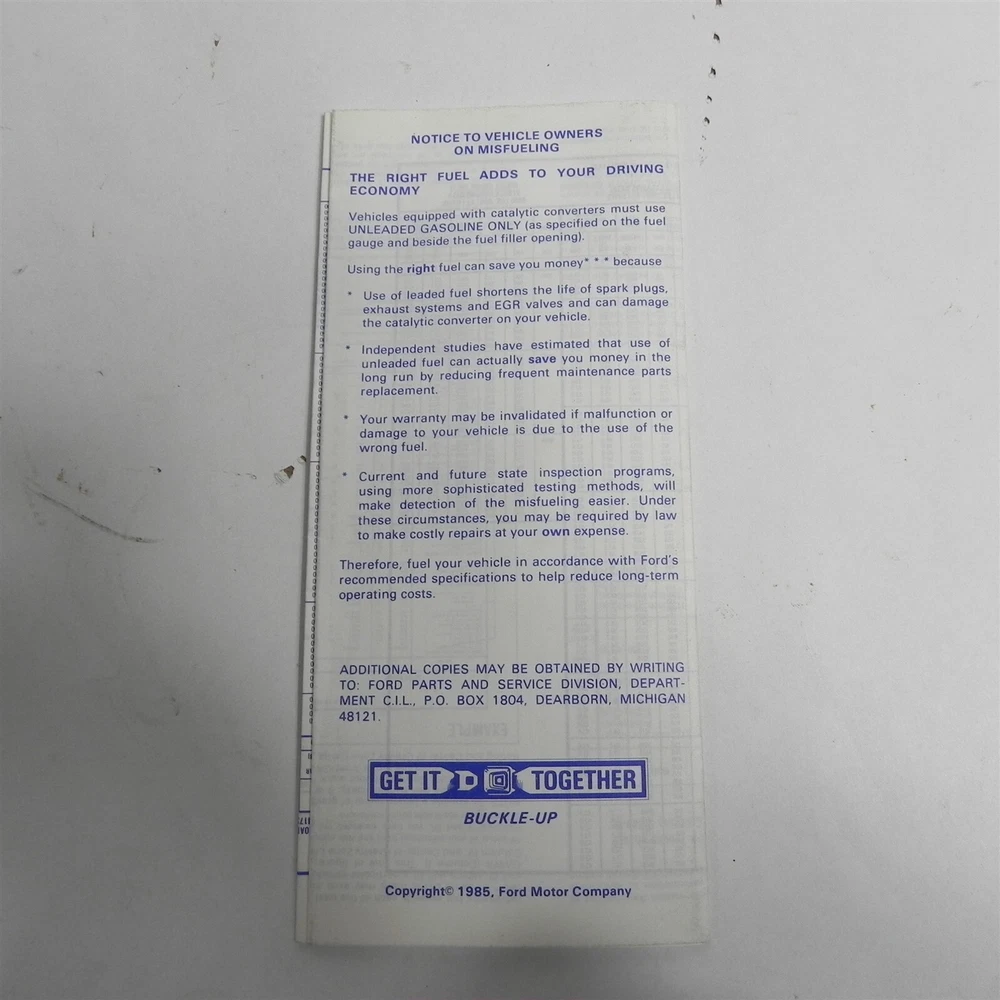 NOTICE TO VEHICLE OWNERS
ON MISFUELING
THE RIGHT FUEL ADDS TO YOUR DRIVING
ECONOMY
Vehicles equipped with catalytic converters must use
UNLEADED GASOLINE ONLY (as specified on the fuel
gauge and beside the fuel filler opening).
Using the right fuel can save you money* * * because
* Use of leaded fuel shortens the life of spark plugs,
exhaust systems and EGR valves and can damage
the catalytic converter on your vehicle.
* Independent studies have estimated that use of
unleaded fuel can actually save you money in the
long run by reducing frequent maintenance parts
replacement.
* Your warranty may be invalidated if malfunction or
damage to your vehicle is due to the use of the
wrong fuel.
* Current and future state inspection programs,
using more sophisticated testing methods, will
make detection of the misfueling easier. Under
these circumstances, you may be required by law
to make costly repairs at your own expense.
Therefore, fuel your vehicle in accordance with Ford's
recommended specifications to help reduce long-term
operating costs.
ADDITIONAL COPIES MAY BE OBTAINED BY WRITING
TO: FORD PARTS AND SERVICE DIVISION, DEPART-
MENT C.I.L., P.O. BOX 1804, DEARBORN, MICHIGAN
48121.
GET IT TOGETHER
BUCKLE-UP
Copyright© 1985, Ford Motor Company